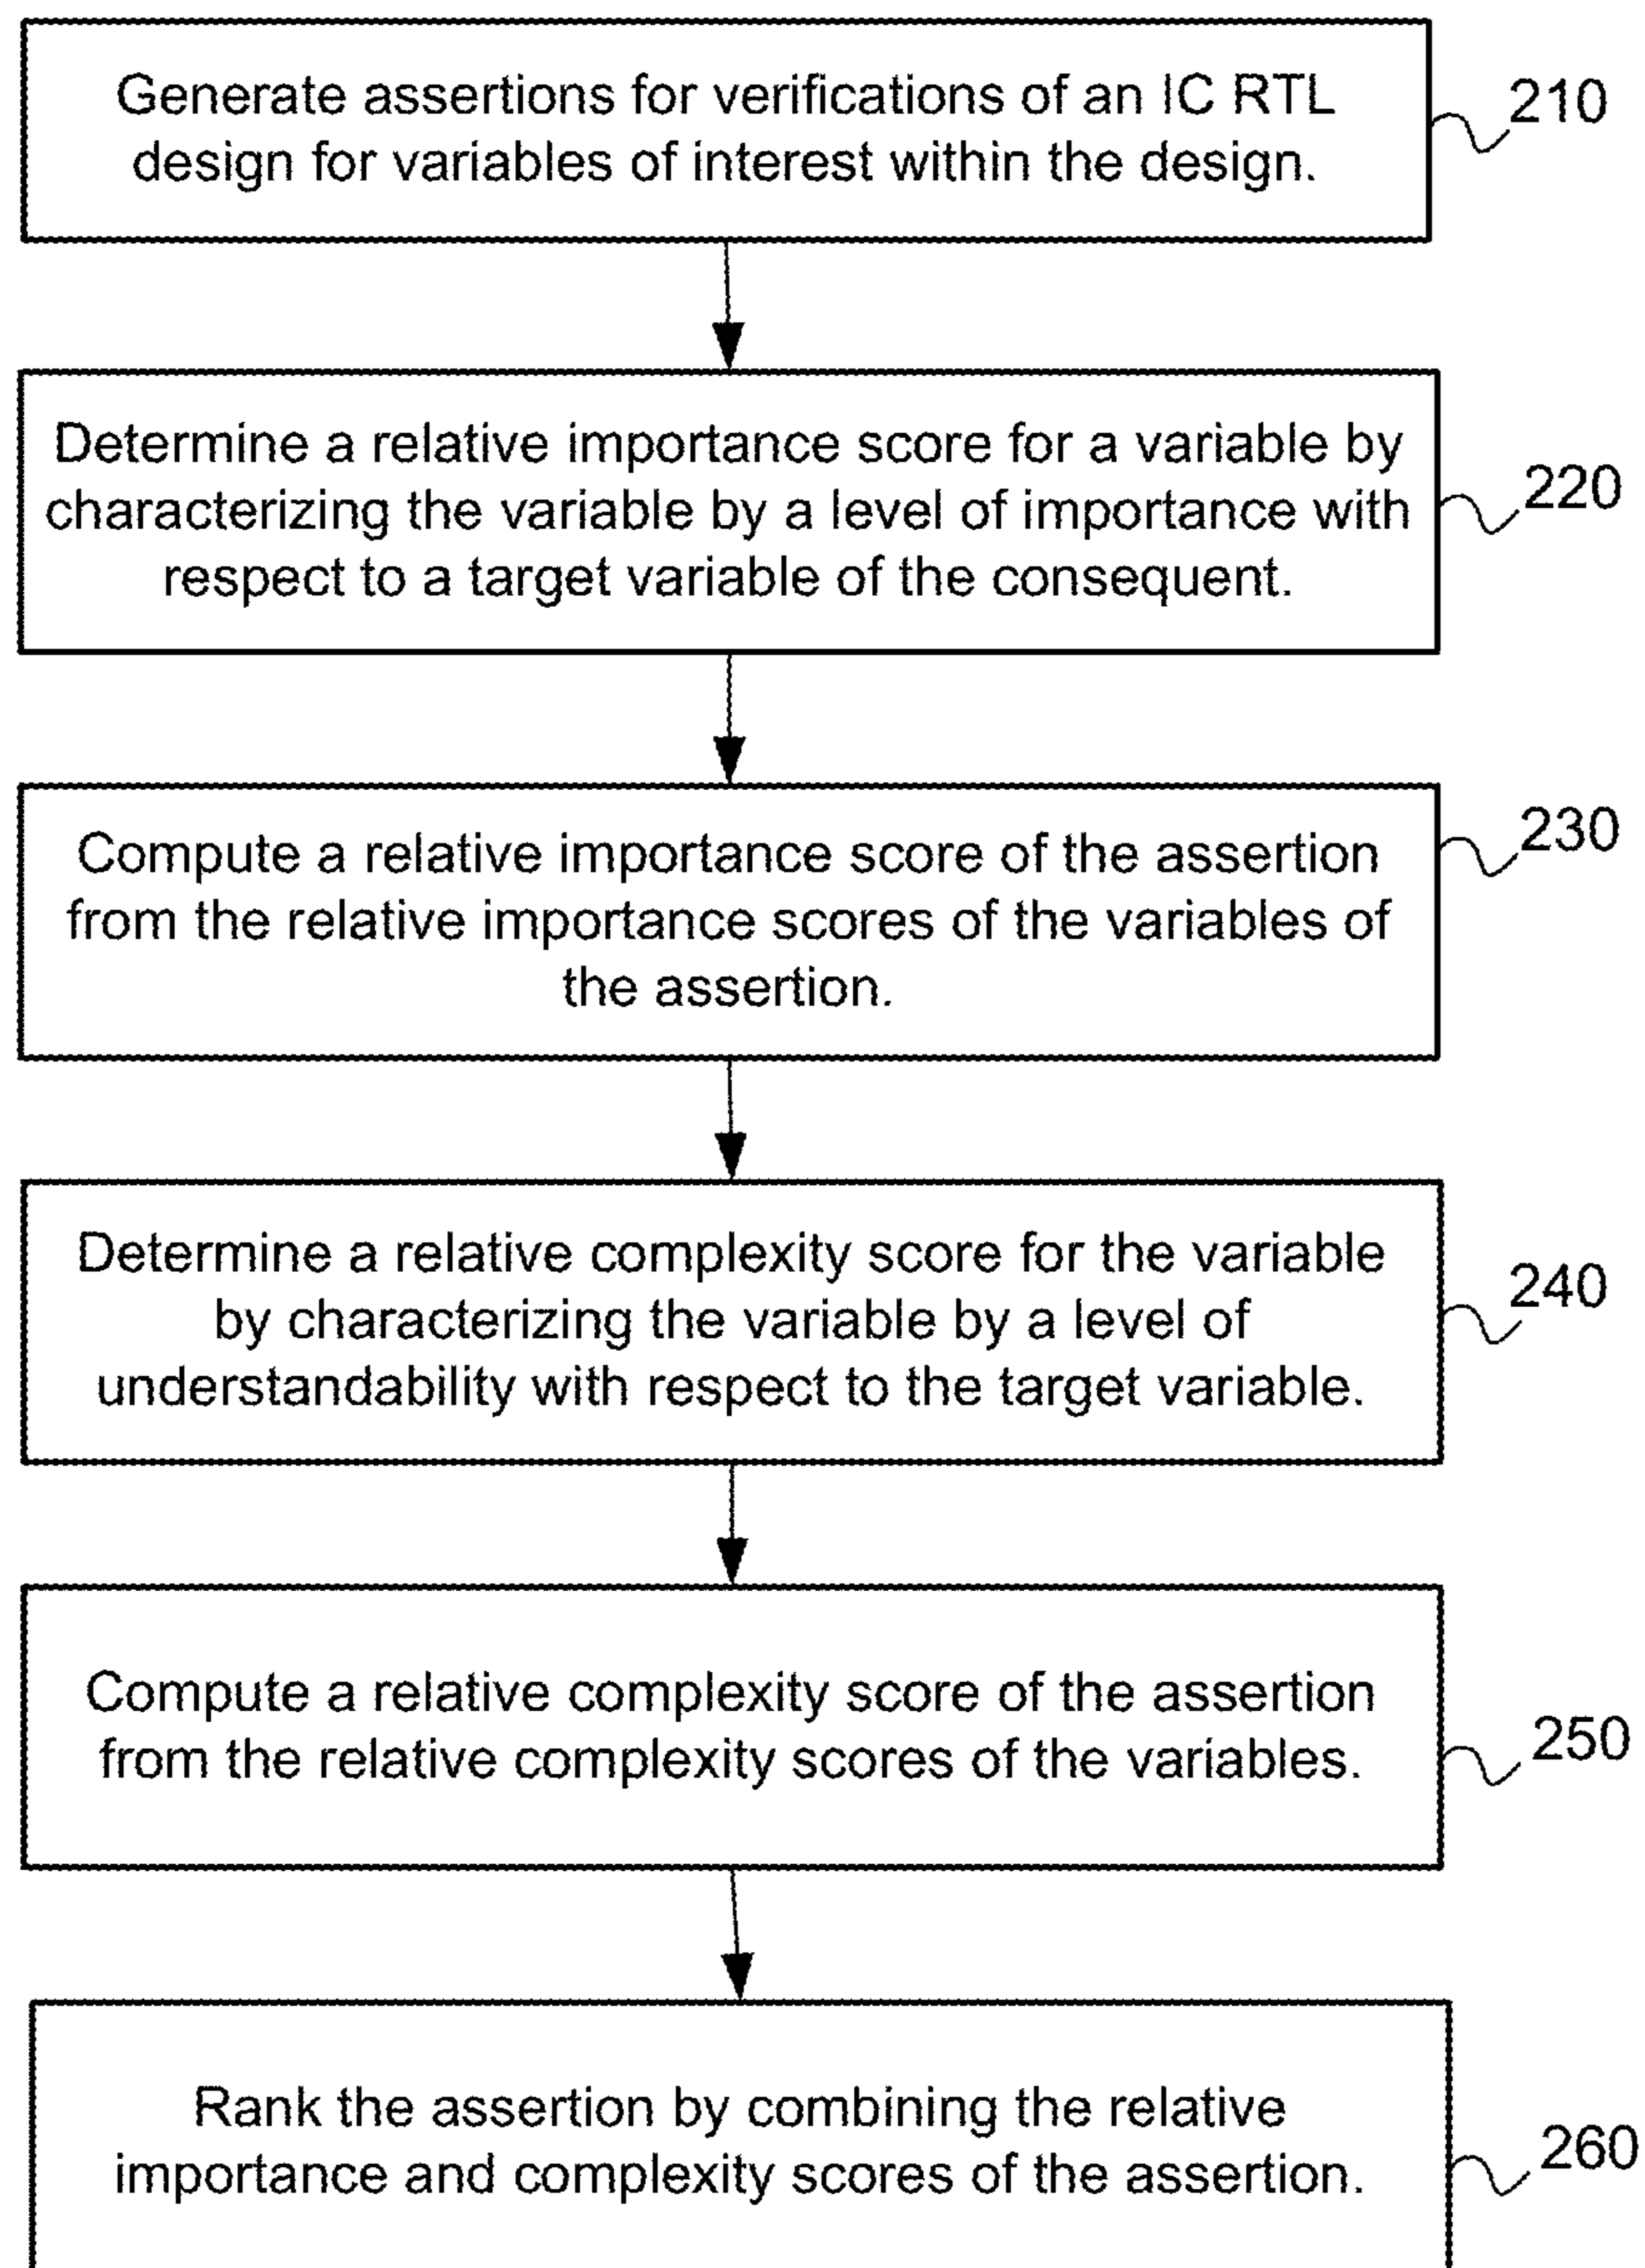 Generate assertions for verifications of an IC RTL
design for variables of interest within the design.
210
Determine a relative importance score for a variable by
characterizing the variable by a level of importance with
respect to a target variable of the consequent.
220
Compute a relative importance score of the assertion
from the relative importance scores of the variables of
the assertion.
230
Determine a relative complexity score for the variable
by characterizing the variable by a level of
understandability with respect to the target variable.
240
Compute a relative complexity score of the assertion
from the relative complexity scores of the variables.
250
Rank the assertion by combining the relative
importance and complexity scores of the assertion.
260